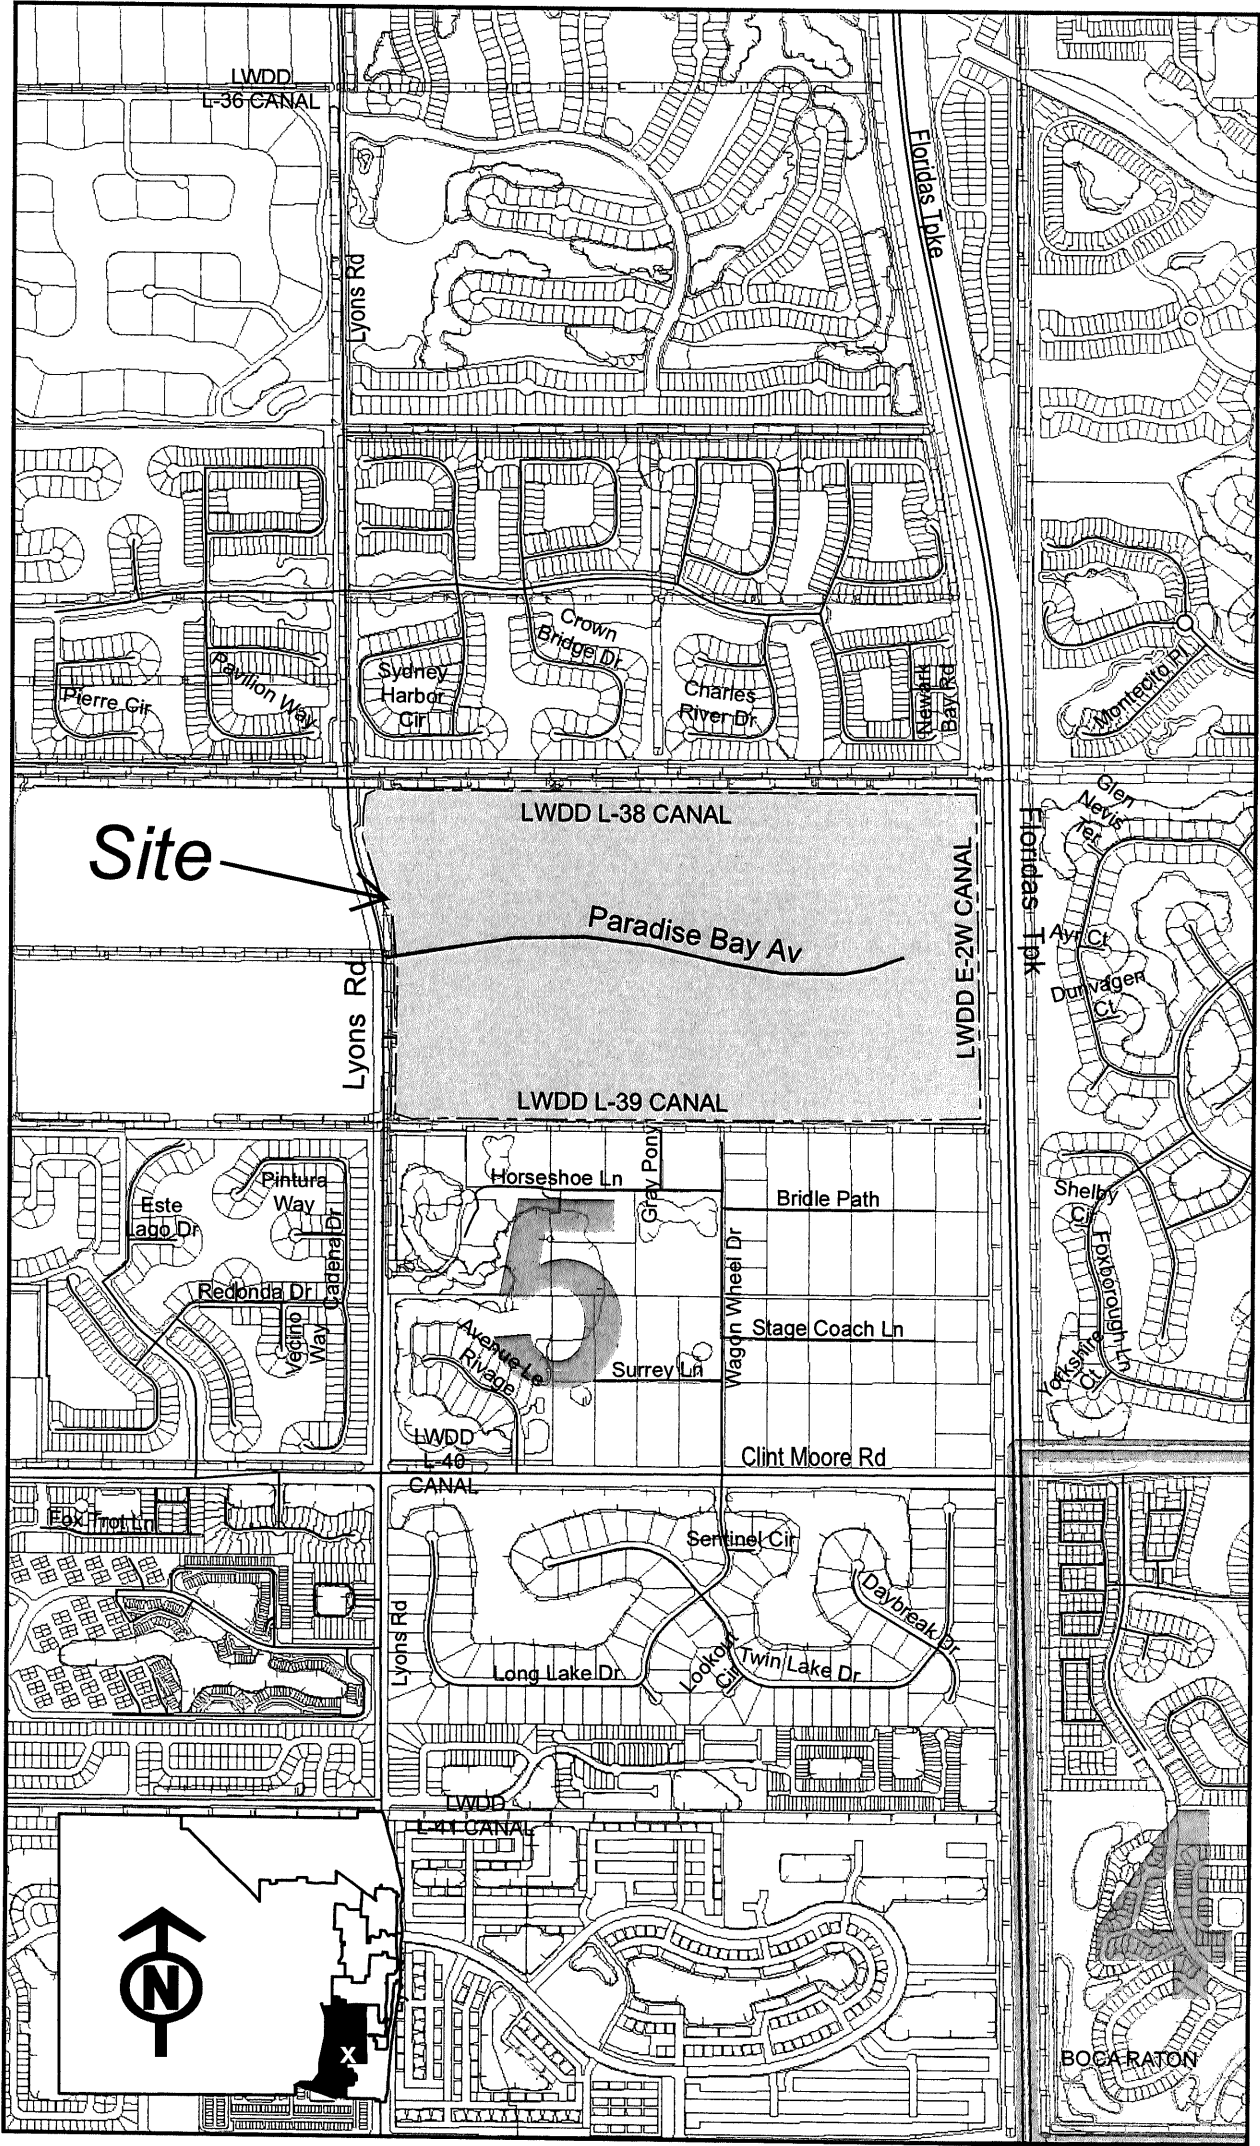 LWDD
L-36 CANAL
Floridas Tpke
Lyons Rd
Crown
Bridge Dr
Sydney
Harbor
Cir
Pavilion Way
Pierre Cir
Charles
River Dr
Newark
Bay Rd
Montecito Pl
Glen
Nevis
Ter
LWDD L-38 CANAL
Site
Floridas Tpk
LWDD E-2W CANAL
Paradise Bay Av
Ayr Ct
Lyons Rd
Dunvagen
Ct
LWDD L-39 CANAL
Gray Pony
Horseshoe Ln
Pintura
Way
Bridle Path
Shelby
Cir
Este
Lago Dr
Cadena Dr
5
Wagon Wheel Dr
Foxborough Ln
Redonda Dr
Vecino
Way
Stage Coach Ln
Avenue Le
Rivage
Surrey Ln
Yorkshire
Ct
LWDD
L-40
CANAL
Clint Moore Rd
Fox Trot Ln
Sentinel Cir
Daybreak Dr
Lyons Rd
Long Lake Dr
Lookout
Cir
Twin Lake Dr
LWDD
L-41 CANAL
N
X
BOCA RATON